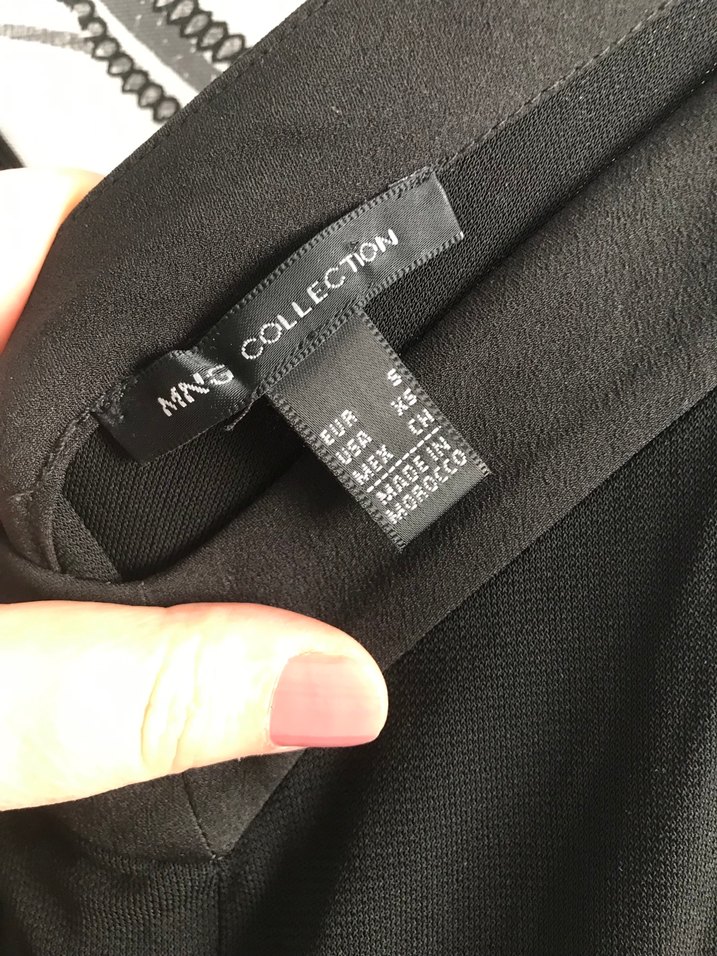 MNG COLLECTION
EUR S
USA XS
MEX CH
MADE IN
MOROCCO